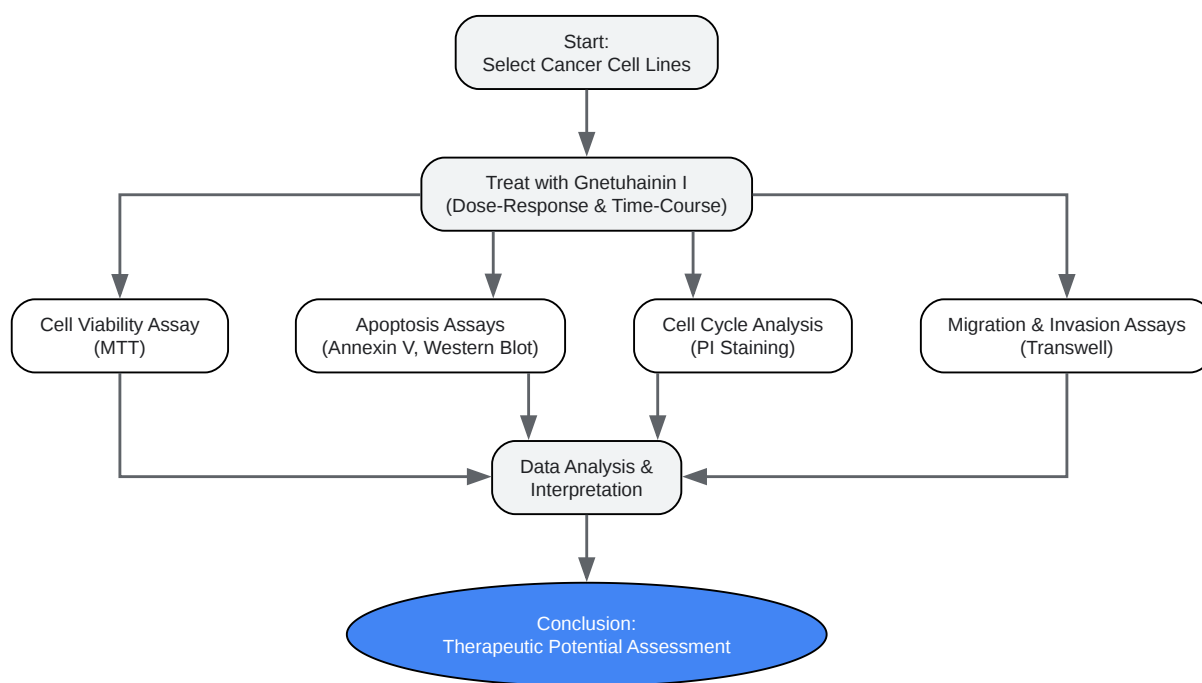 Start:
Select Cancer Cell Lines
Treat with Gnetuhainin I
(Dose-Response & Time-Course)
Cell Viability Assay
(MTT)
Apoptosis Assays
(Annexin V, Western Blot)
Cell Cycle Analysis
(PI Staining)
Migration & Invasion Assays
(Transwell)
Data Analysis &
Interpretation
Conclusion:
Therapeutic Potential Assessment